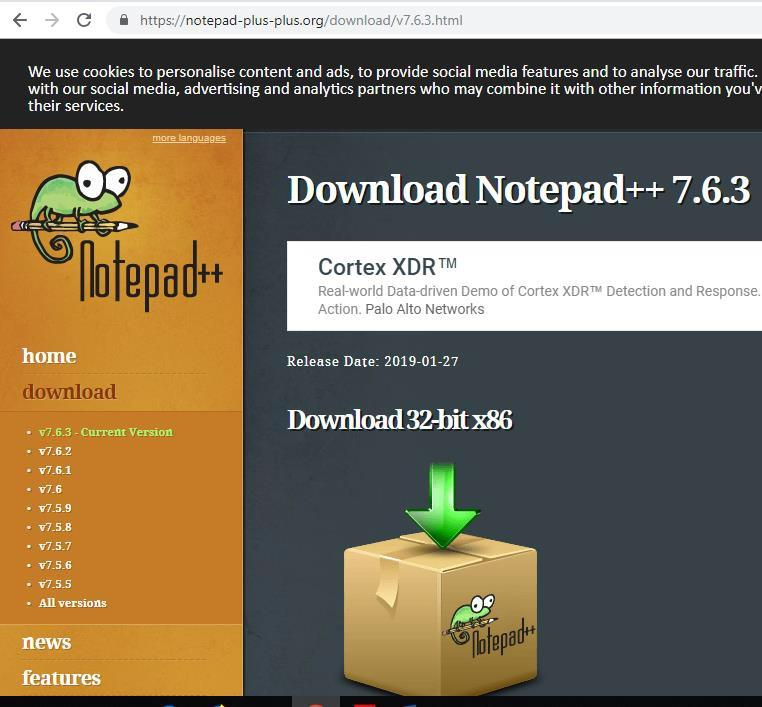 https://notepad-plus-plus.org/download/v7.6.3.html
We use cookies to personalise content and ads, to provide social media features and to analyse our traffic.
with our social media, advertising and analytics partners who may combine it with other information you'v
their services.
more languages
Notepad++
home
download
v7.6.3 - Current Version
v7.6.2
v7.6.1
v7.6
v7.5.9
v7.5.8
v7.5.7
v7.5.6
v7.5.5
All versions
news
features
Download Notepad++ 7.6.3
Cortex XDR™
Real-world Data-driven Demo of Cortex XDR™ Detection and Response.
Action. Palo Alto Networks
Release Date: 2019-01-27
Download 32-bit x86
Notepad++